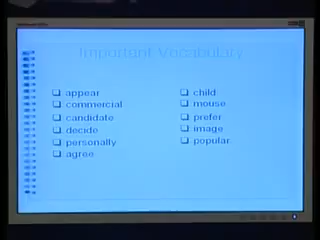 Important Vocabulary
appear
commercial
candidate
decide
personally
agree
child
mouse
prefer
image
popular